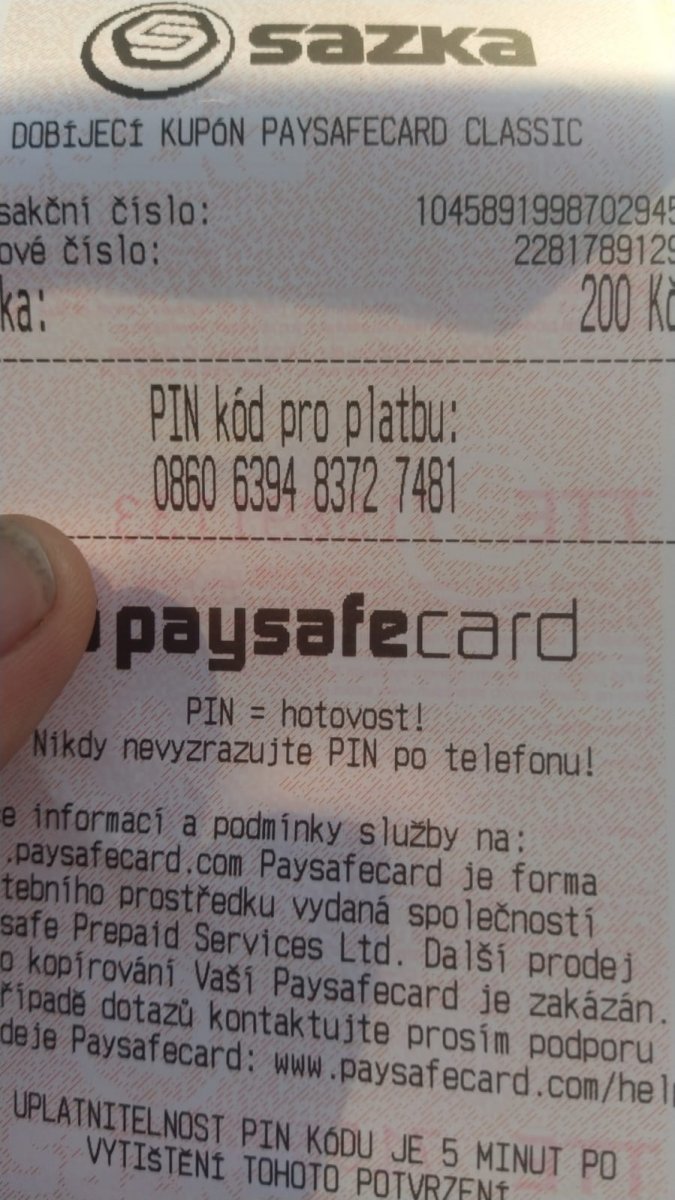 sazka
DOBÍJECÍ KUPÓN PAYSAFECARD CLASSIC
sakční číslo: 1045891998702945
ové číslo: 2281789129
ka: 200 Kč
PIN kód pro platbu:
0860 6394 8372 7481
paysafecard
PIN = hotovost!
Nikdy nevyzrazujte PIN po telefonu!
e informací a podmínky služby na:
.paysafecard.com Paysafecard je forma
tebního prostředku vydaná společností
safe Prepaid Services Ltd. Další prodej
o kopírování Vaší Paysafecard je zakázán.
řípadě dotazů kontaktujte prosím podporu
deje Paysafecard: www.paysafecard.com/hel
UPLATNITELNOST PIN KÓDU JE 5 MINUT PO
VYTIŠTĚNÍ TOHOTO POTVRZENÍ